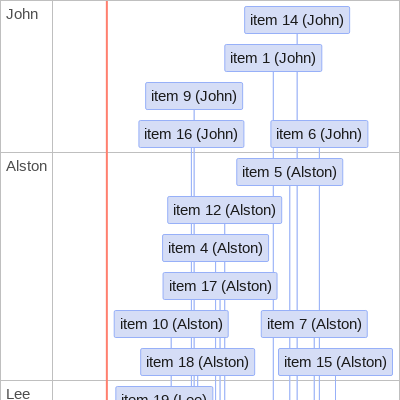 John
item 14 (John)
item 1 (John)
item 9 (John)
item 16 (John)
item 6 (John)
Alston
item 5 (Alston)
item 12 (Alston)
item 4 (Alston)
item 17 (Alston)
item 10 (Alston)
item 7 (Alston)
item 18 (Alston)
item 15 (Alston)
Lee
item 19 (Lee)